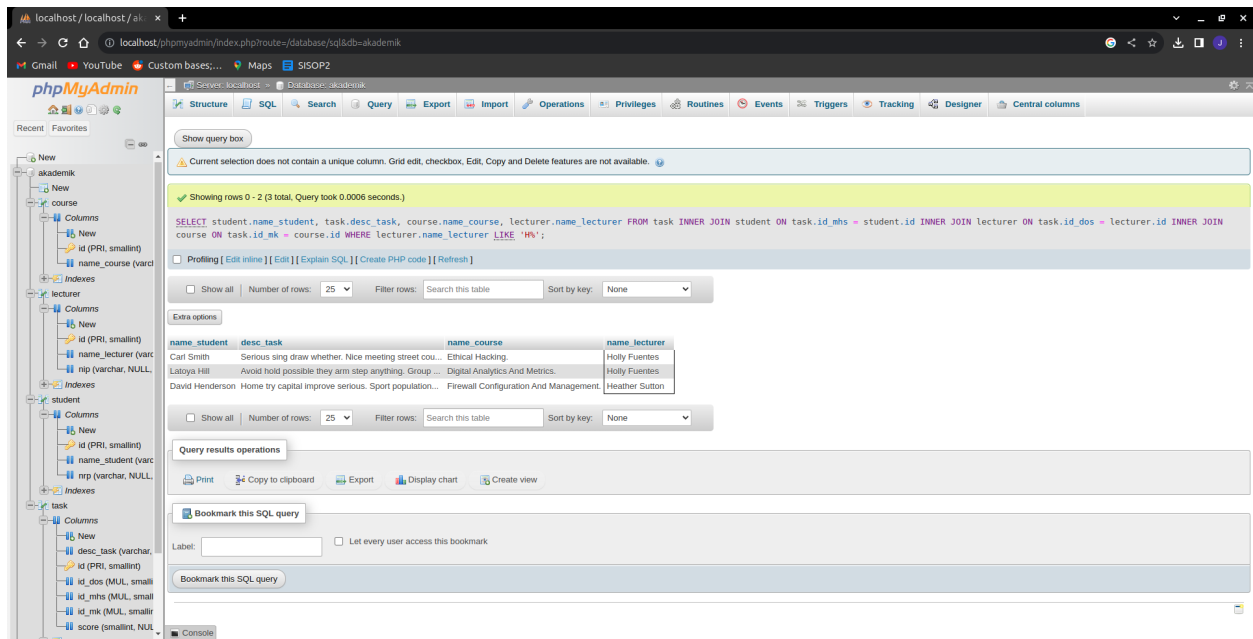 localhost / localhost / ak
localhost/phpmyadmin/index.php?route=/database/sql&db=akademik
Gmail YouTube Custom bases;... Maps SISOP2
phpMyAdmin
Recent Favorites
New
akademik
New
course
Columns
New
id (PRI, smallint)
name_course (varcl
Indexes
lecturer
Columns
New
id (PRI, smallint)
name_lecturer (varc
nip (varchar, NULL,
Indexes
student
Columns
New
id (PRI, smallint)
name_student (varc
nrp (varchar, NULL,
Indexes
task
Columns
New
desc_task (varchar,
id (PRI, smallint)
id_dos (MUL, smalli
id_mhs (MUL, small
id_mk (MUL, smallin
score (smallint, NUL
Server: localhost » Database: akademik
Structure SQL Search Query Export Import Operations Privileges Routines Events Triggers Tracking Designer Central columns
Show query box
Current selection does not contain a unique column. Grid edit, checkbox, Edit, Copy and Delete features are not available.
Showing rows 0 - 2 (3 total, Query took 0.0006 seconds.)
SELECT student.name_student, task.desc_task, course.name_course, lecturer.name_lecturer FROM task INNER JOIN student ON task.id_mhs = student.id INNER JOIN lecturer ON task.id_dos = lecturer.id INNER JOIN
course ON task.id_mk = course.id WHERE lecturer.name_lecturer LIKE 'H%';
Profiling [ Edit inline ] [ Edit ] [ Explain SQL ] [ Create PHP code ] [ Refresh ]
Show all Number of rows: 25 Filter rows: Search this table Sort by key: None
Extra options
name_student desc_task name_course name_lecturer
Carl Smith Serious sing draw whether. Nice meeting street cou... Ethical Hacking. Holly Fuentes
Latoya Hill Avoid hold possible they arm step anything. Group ... Digital Analytics And Metrics. Holly Fuentes
David Henderson Home try capital improve serious. Sport population... Firewall Configuration And Management. Heather Sutton
Show all Number of rows: 25 Filter rows: Search this table Sort by key: None
Query results operations
Print Copy to clipboard Export Display chart Create view
Bookmark this SQL query
Label: Let every user access this bookmark
Bookmark this SQL query
Console